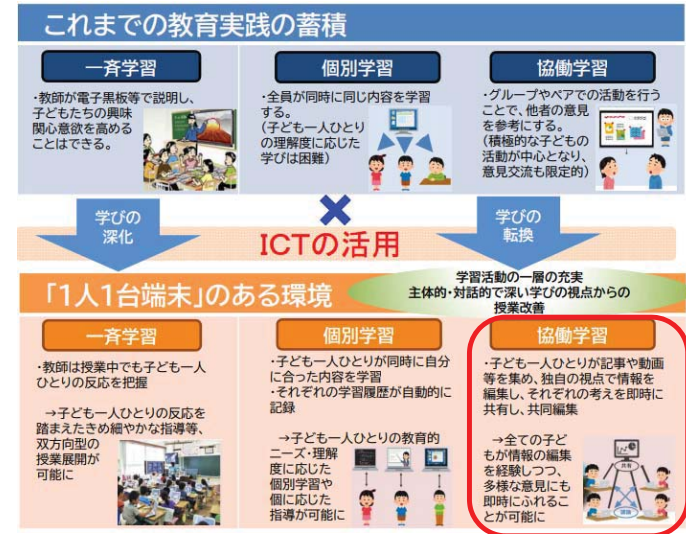 これまでの教育実践の蓄積
一斉学習
・教師が電子黒板等で説明し、
子どもたちの興味
関心意欲を高める
ことはできる。
個別学習
・全員が同時に同じ内容を学習
する。
(子ども一人ひとり
の理解度に応じた
学びは困難)
協働学習
・グループやペアでの活動を行う
ことで、他者の意見
を参考にする。
(積極的な子どもの
活動が中心となり、
意見交流も限定的)
学びの
深化
×
ICTの活用
学びの
転換
学習活動の一層の充実
主体的・対話的で深い学びの視点からの
授業改善
「1人1台端末」のある環境
一斉学習
・教師は授業中でも子ども一人
ひとりの反応を把握
→子ども一人ひとりの反応を
踏まえたきめ細やかな指導等、
双方向型の
授業展開が
可能に
個別学習
・子ども一人ひとりが同時に自分
に合った内容を学習
・それぞれの学習履歴が自動的に
記録
→子ども一人ひとりの教育的
ニーズ・理解
度に応じた
個別学習や
個に応じた
指導が可能に
協働学習
・子ども一人ひとりが記事や動画
等を集め、独自の視点で情報を
編集し、それぞれの考えを即時に
共有し、共同編集
→全ての子ど
もが情報の編集
を経験しつつ、
多様な意見にも
即時にふれるこ
とが可能に
共有